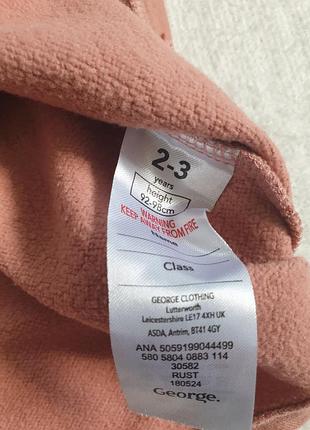 2-3
years
height
92-98cm
WARNING
KEEP AWAY FROM FIRE
Name
Class
GEORGE CLOTHING
Lutterworth
Leicestershire LE17 4XH UK
ASDA, Antrim, BT41 4GY
ANA 5059199044499
580 5804 0883 114
30582
RUST
180524
George.